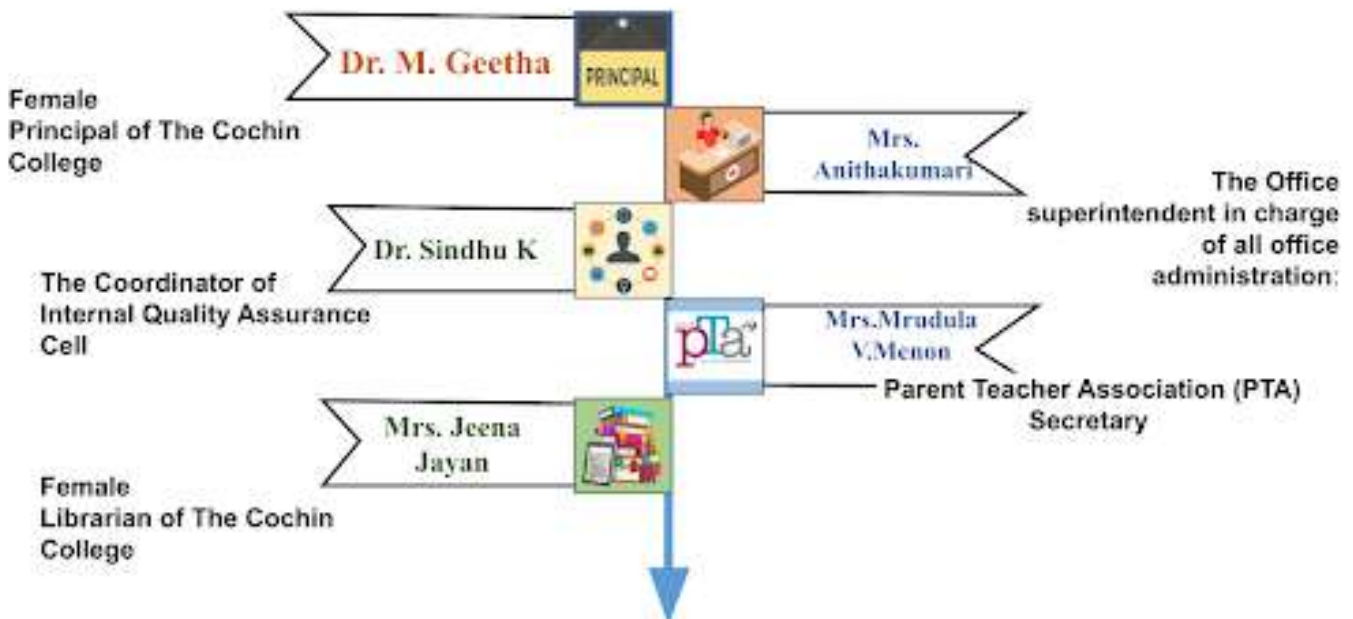 Dr. M. Geetha
PRINCIPAL
Female
Principal of The Cochin
College
Mrs.
Anithakumari
The Office
superintendent in charge
of all office
administration:
Dr. Sindhu K
The Coordinator of
Internal Quality Assurance
Cell
pTa
Mrs.Mrudula
V.Menon
Parent Teacher Association (PTA)
Secretary
Mrs. Jeena
Jayan
Female
Librarian of The Cochin
College